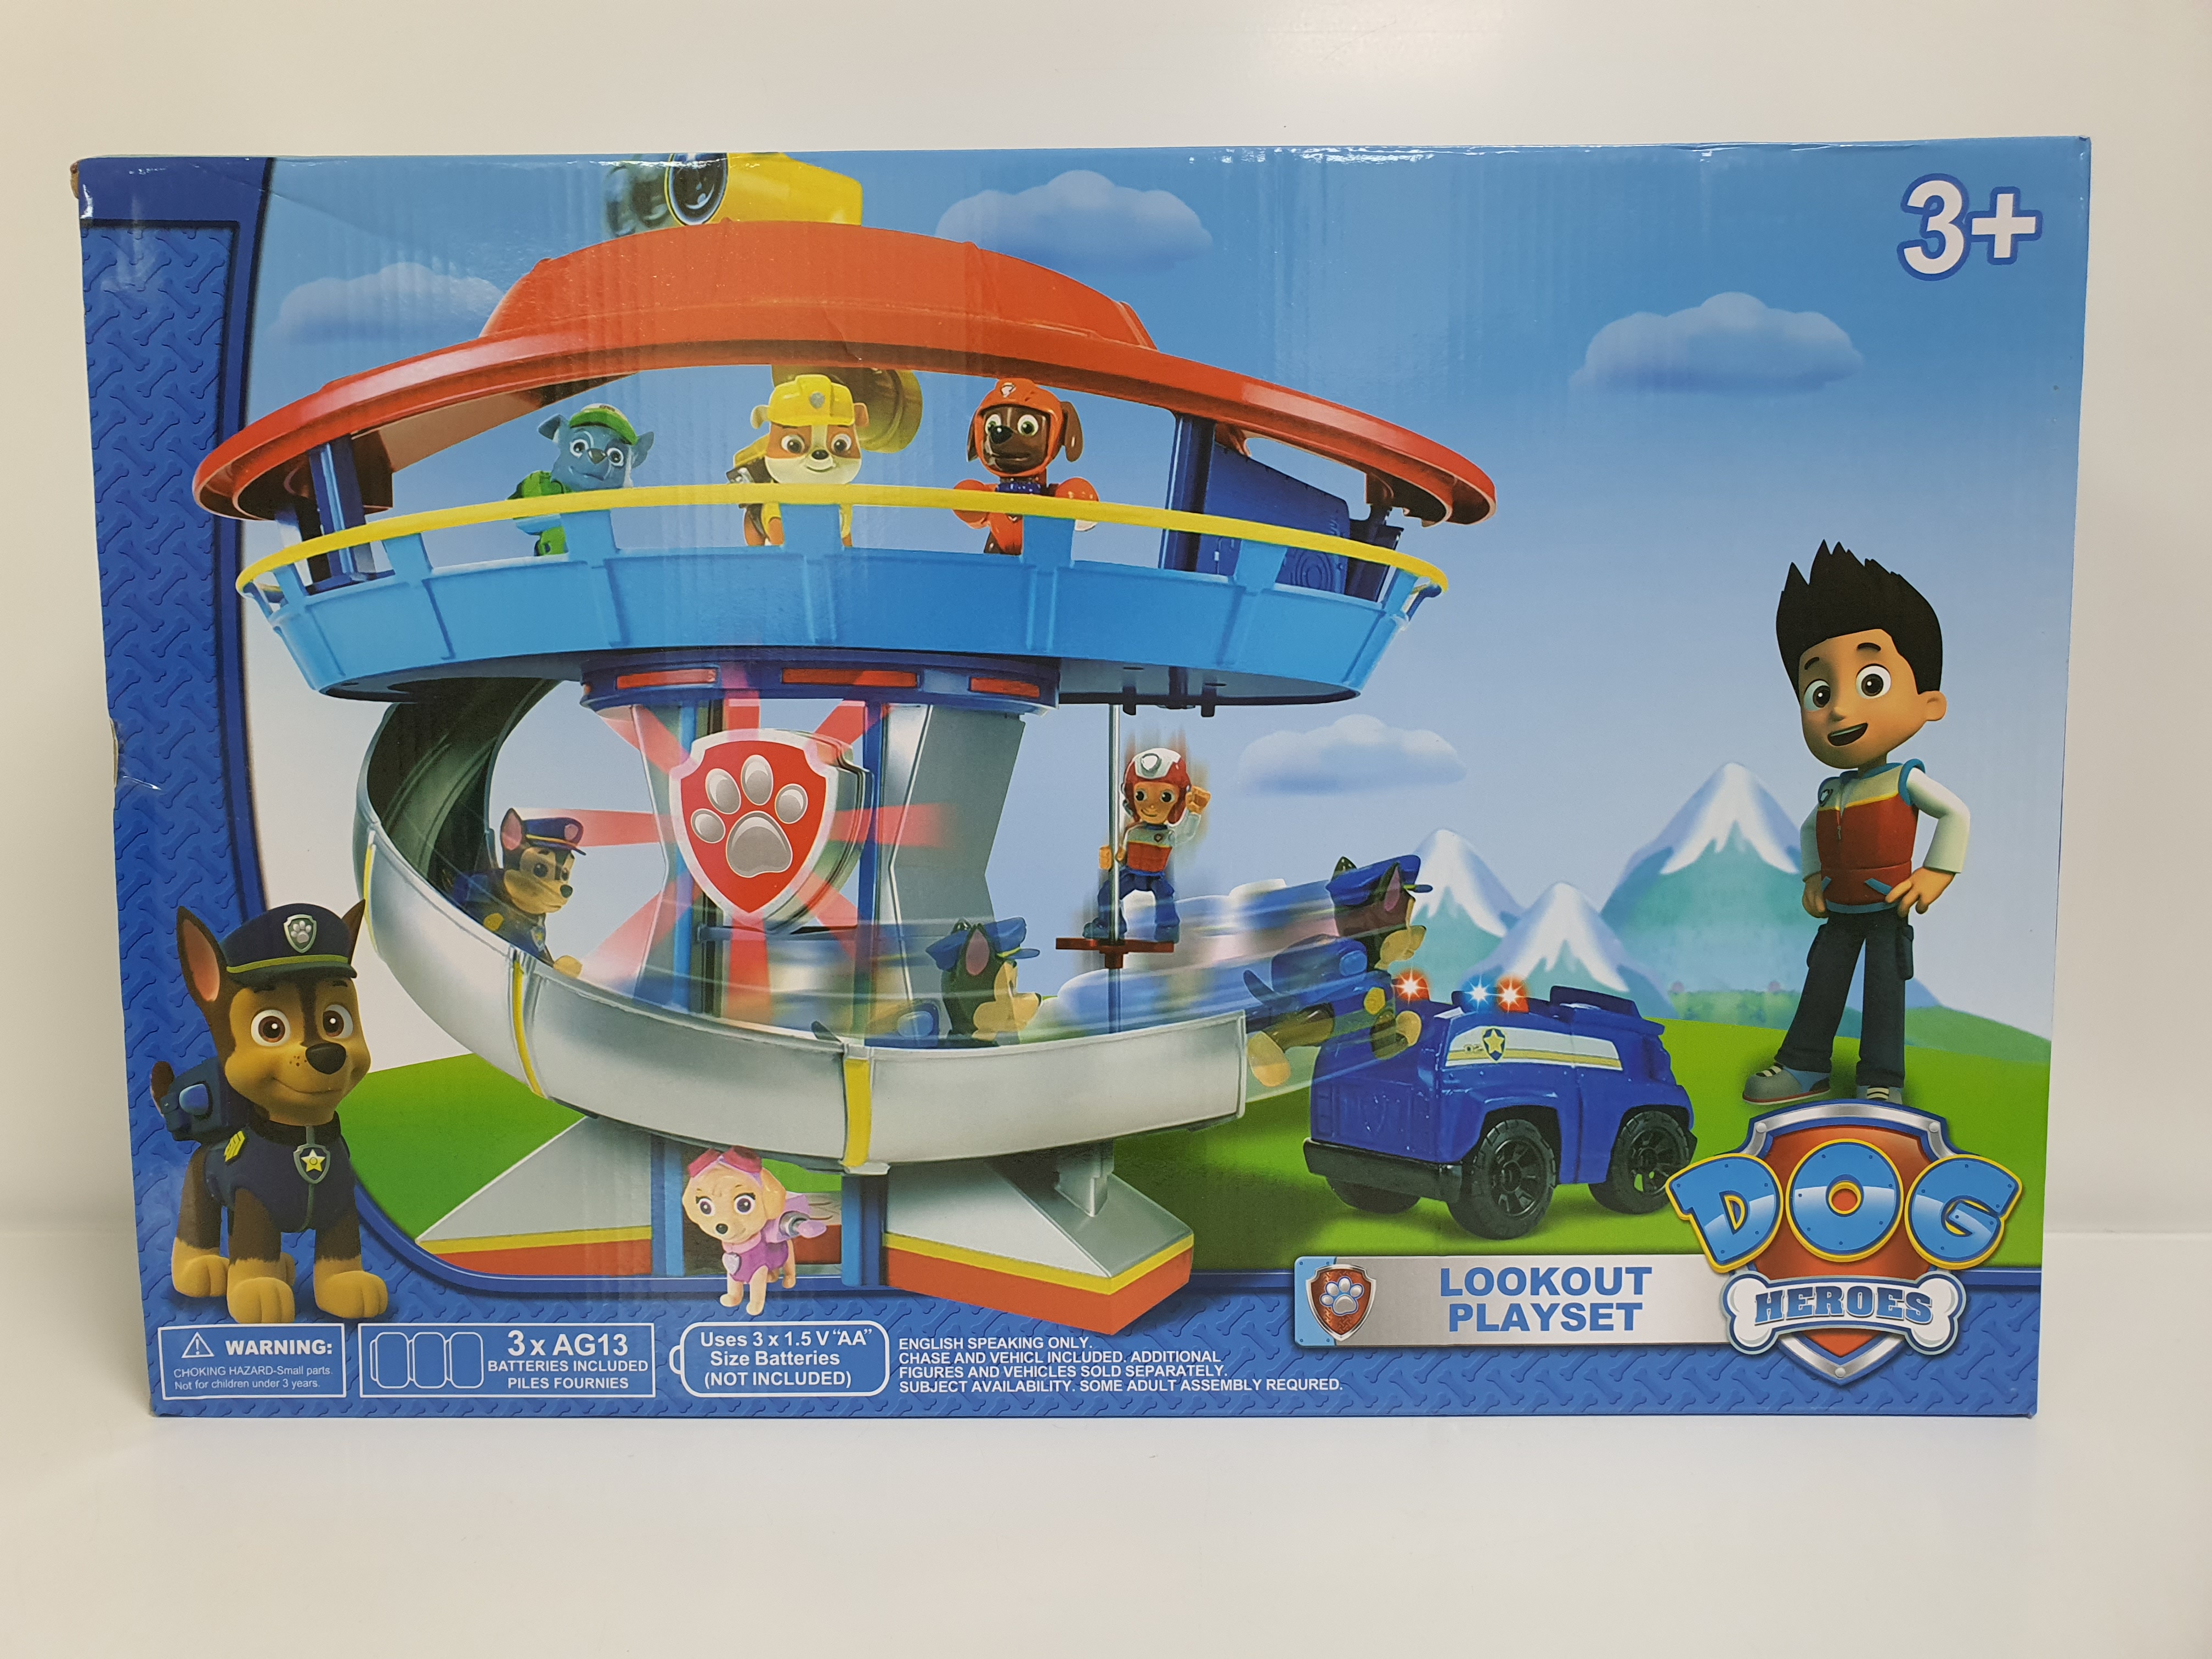 3+
DOG
HEROES
LOOKOUT
PLAYSET
WARNING:
CHOKING HAZARD-Small parts.
Not for children under 3 years.
3 x AG13
BATTERIES INCLUDED
PILES FOURNIES
Uses 3 x 1.5 V "AA"
Size Batteries
(NOT INCLUDED)
ENGLISH SPEAKING ONLY.
CHASE AND VEHICL INCLUDED. ADDITIONAL
FIGURES AND VEHICLES SOLD SEPARATELY.
SUBJECT AVAILABILITY. SOME ADULT ASSEMBLY REQURED.